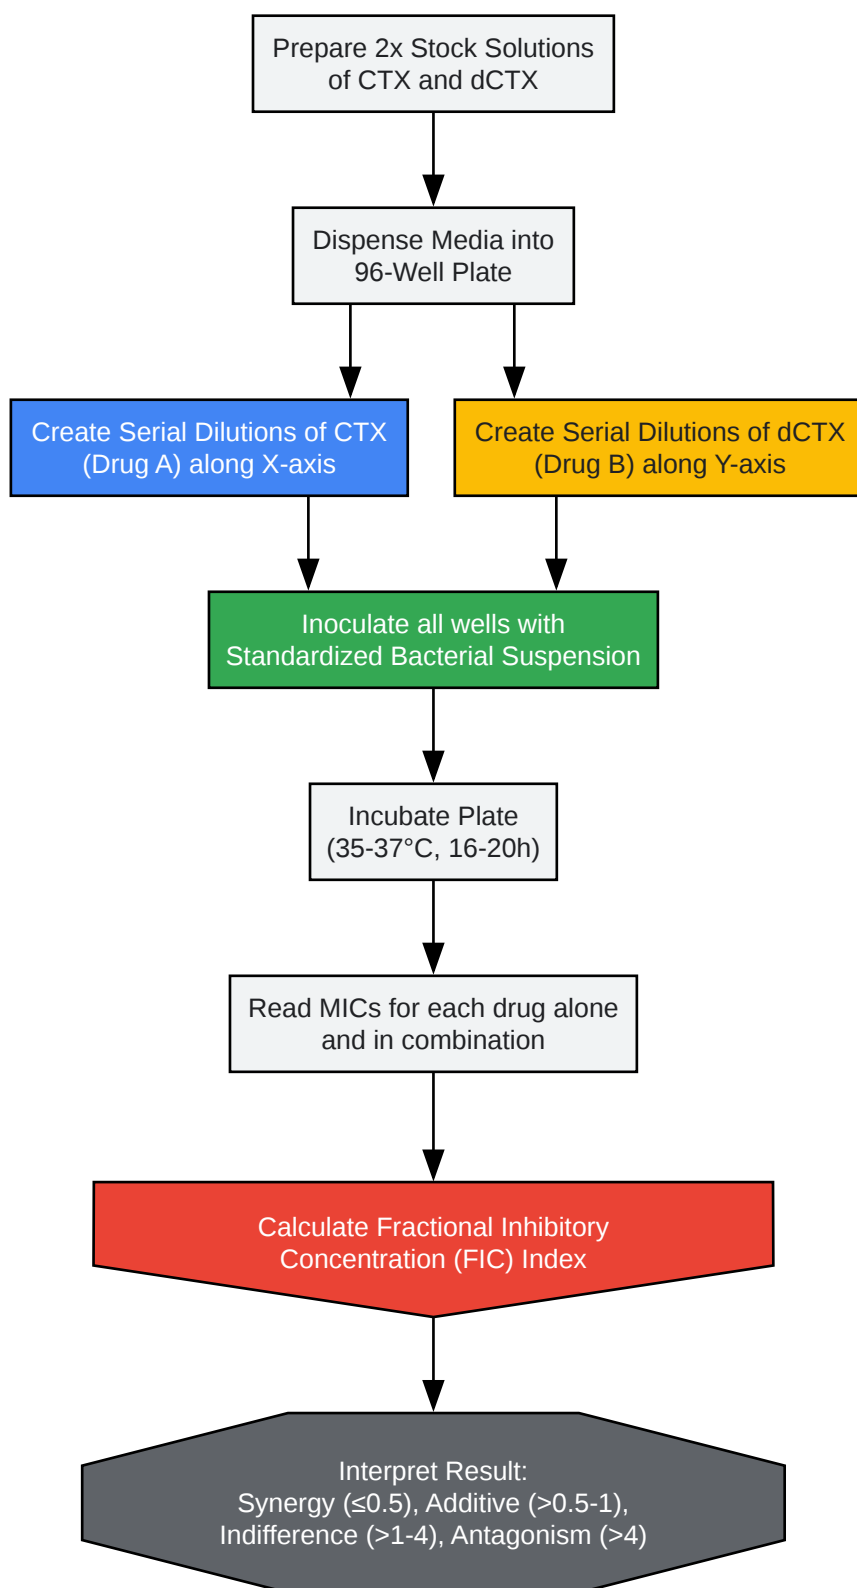 Prepare 2x Stock Solutions
of CTX and dCTX
Dispense Media into
96-Well Plate
Create Serial Dilutions of CTX
(Drug A) along X-axis
Create Serial Dilutions of dCTX
(Drug B) along Y-axis
Inoculate all wells with
Standardized Bacterial Suspension
Incubate Plate
(35-37°C, 16-20h)
Read MICs for each drug alone
and in combination
Calculate Fractional Inhibitory
Concentration (FIC) Index
Interpret Result:
Synergy (≤0.5), Additive (>0.5-1),
Indifference (>1-4), Antagonism (>4)